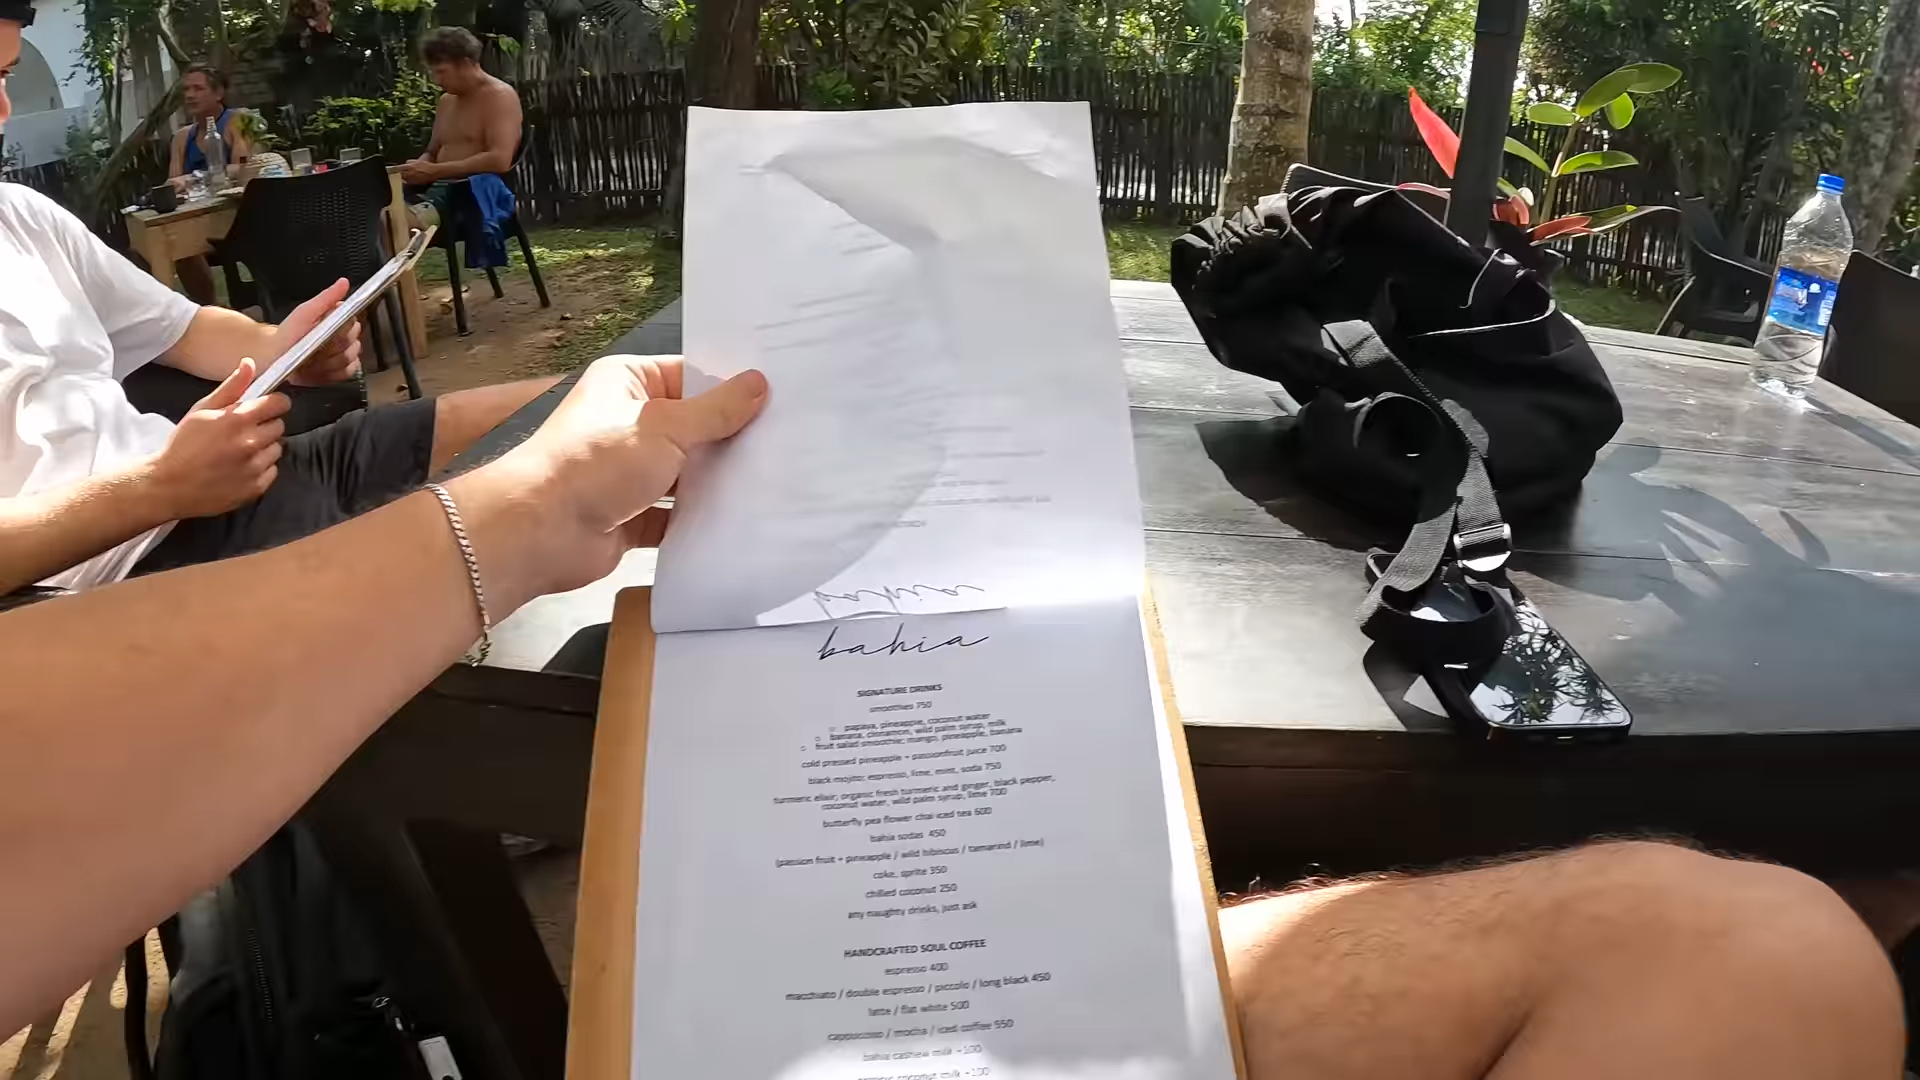 bahia
SIGNATURE DRINKS
smoothies 750
papaya, pineapple, coconut water
banana, cinnamon, wild palm syrup, milk
fruit salad smoothie; mango, pineapple, banana
cold pressed pineapple + passionfruit juice 700
black mojito: espresso, lime, mint, soda 750
turmeric elixir; organic fresh turmeric and ginger, black pepper,
coconut water, wild palm syrup, lime 700
butterfly pea flower chai iced tea 600
bahia sodas 450
(passion fruit + pineapple / wild hibiscus / tamarind / lime)
coke, sprite 350
chilled coconut 250
any naughty drinks, just ask
HANDCRAFTED SOUL COFFEE
espresso 400
macchiato / double espresso / piccolo / long black 450
latte / flat white 500
cappuccino / mocha / iced coffee 550
bahia cashew milk +100
coconut milk +100